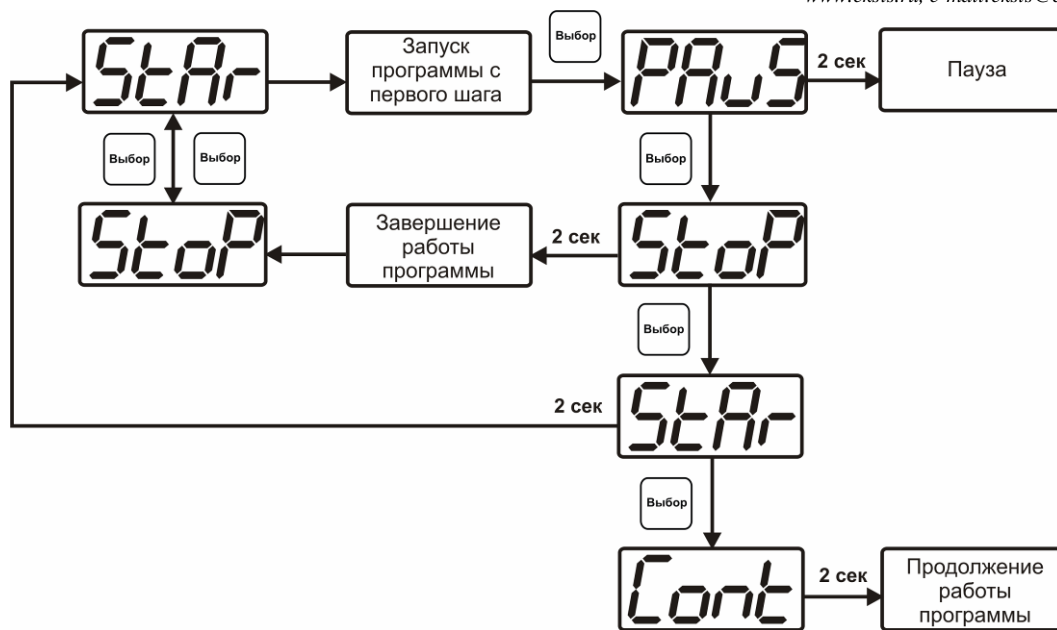 StAr
Запуск
программы с
первого шага
Выбор
PAuS
2 сек
Пауза
Выбор
Выбор
Выбор
StoP
Завершение
работы
программы
2 сек
StoP
Выбор
2 сек
StAr
Выбор
Cont
2 сек
Продолжение
работы
программы